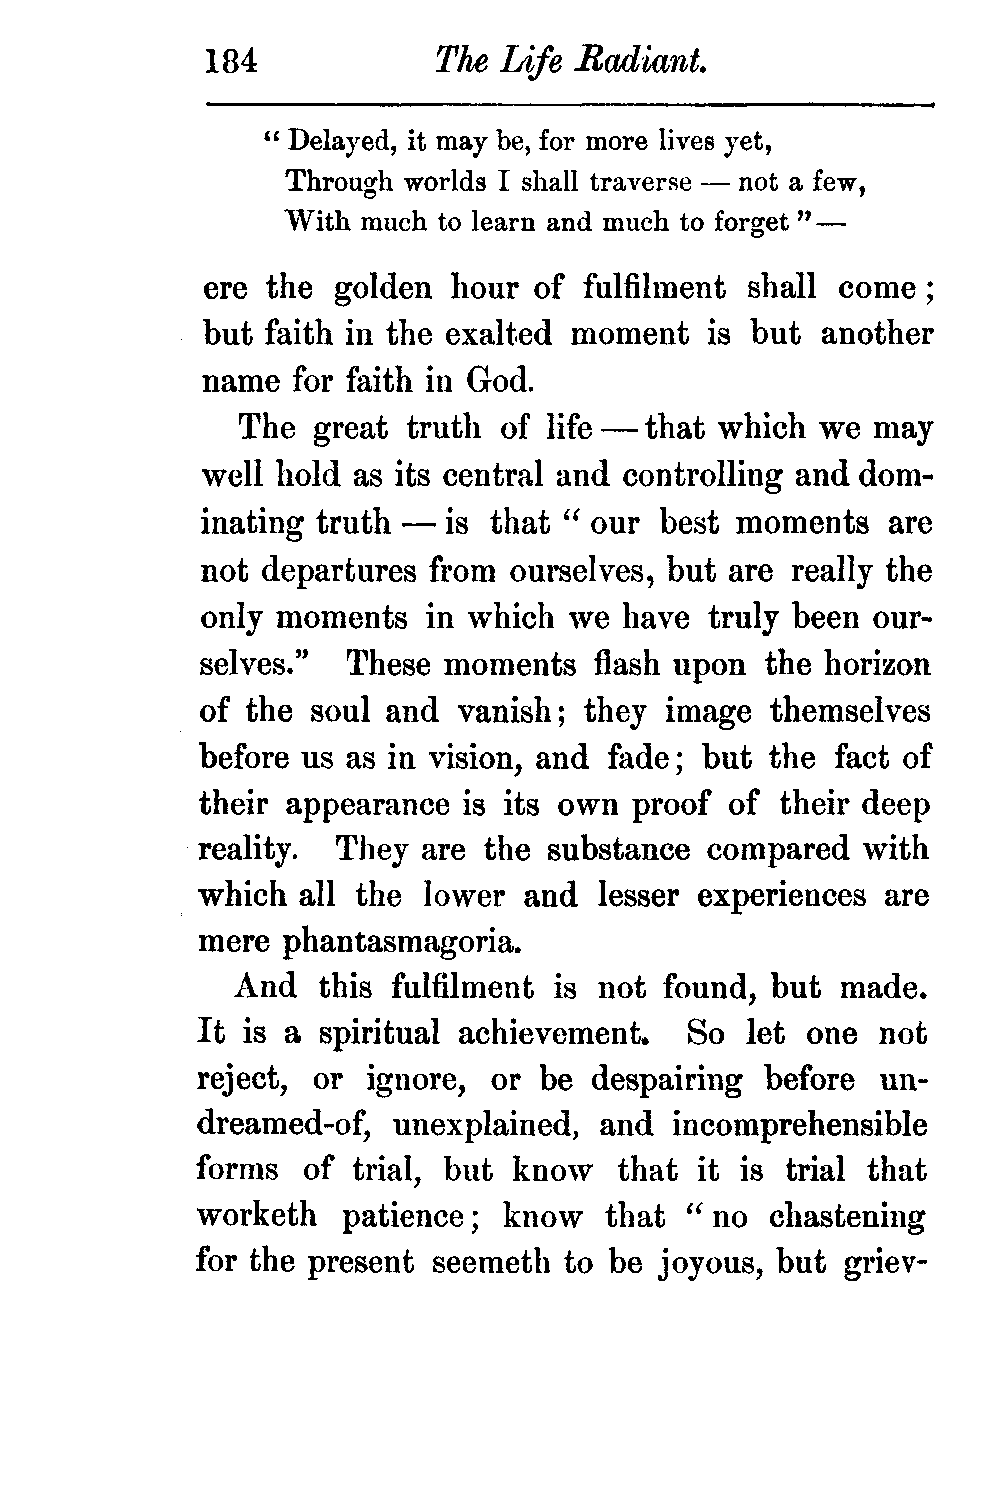 184 The Life Radiant.
“ Delayed, it may be, for more lives yet,
Through worlds I shall traverse — not a few,
With much to learn and much to forget ” —
ere the golden hour of fulfilment shall come ;
but faith in the exalted moment is but another
name for faith in God.
The great truth of life — that which we may
well hold as its central and controlling and dom-
inating truth — is that “ our best moments are
not departures from ourselves, but are really the
only moments in which we have truly been our-
selves.” These moments flash upon the horizon
of the soul and vanish; they image themselves
before us as in vision, and fade; but the fact of
their appearance is its own proof of their deep
reality. They are the substance compared with
which all the lower and lesser experiences are
mere phantasmagoria.
And this fulfilment is not found, but made.
It is a spiritual achievement. So let one not
reject, or ignore, or be despairing before un-
dreamed-of, unexplained, and incomprehensible
forms of trial, but know that it is trial that
worketh patience; know that “ no chastening
for the present seemeth to be joyous, but griev-